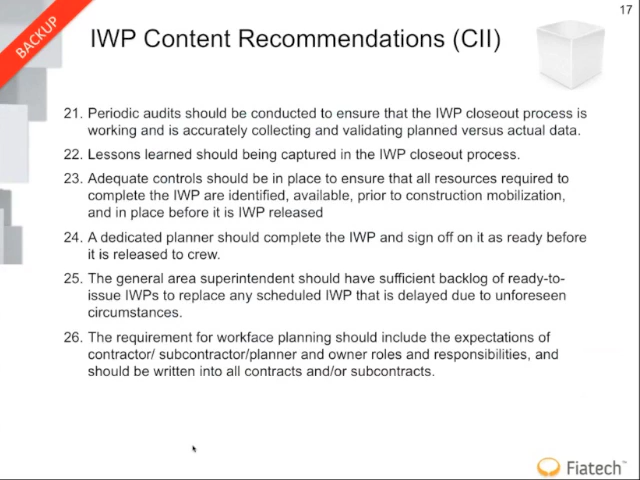 17
BACKUP
IWP Content Recommendations (CII)
21. Periodic audits should be conducted to ensure that the IWP closeout process is
working and is accurately collecting and validating planned versus actual data.
22. Lessons learned should being captured in the IWP closeout process.
23. Adequate controls should be in place to ensure that all resources required to
complete the IWP are identified, available, prior to construction mobilization,
and in place before it is IWP released
24. A dedicated planner should complete the IWP and sign off on it as ready before
it is released to crew.
25. The general area superintendent should have sufficient backlog of ready-to-
issue IWPs to replace any scheduled IWP that is delayed due to unforeseen
circumstances.
26. The requirement for workface planning should include the expectations of
contractor/ subcontractor/planner and owner roles and responsibilities, and
should be written into all contracts and/or subcontracts.
Fiatech™